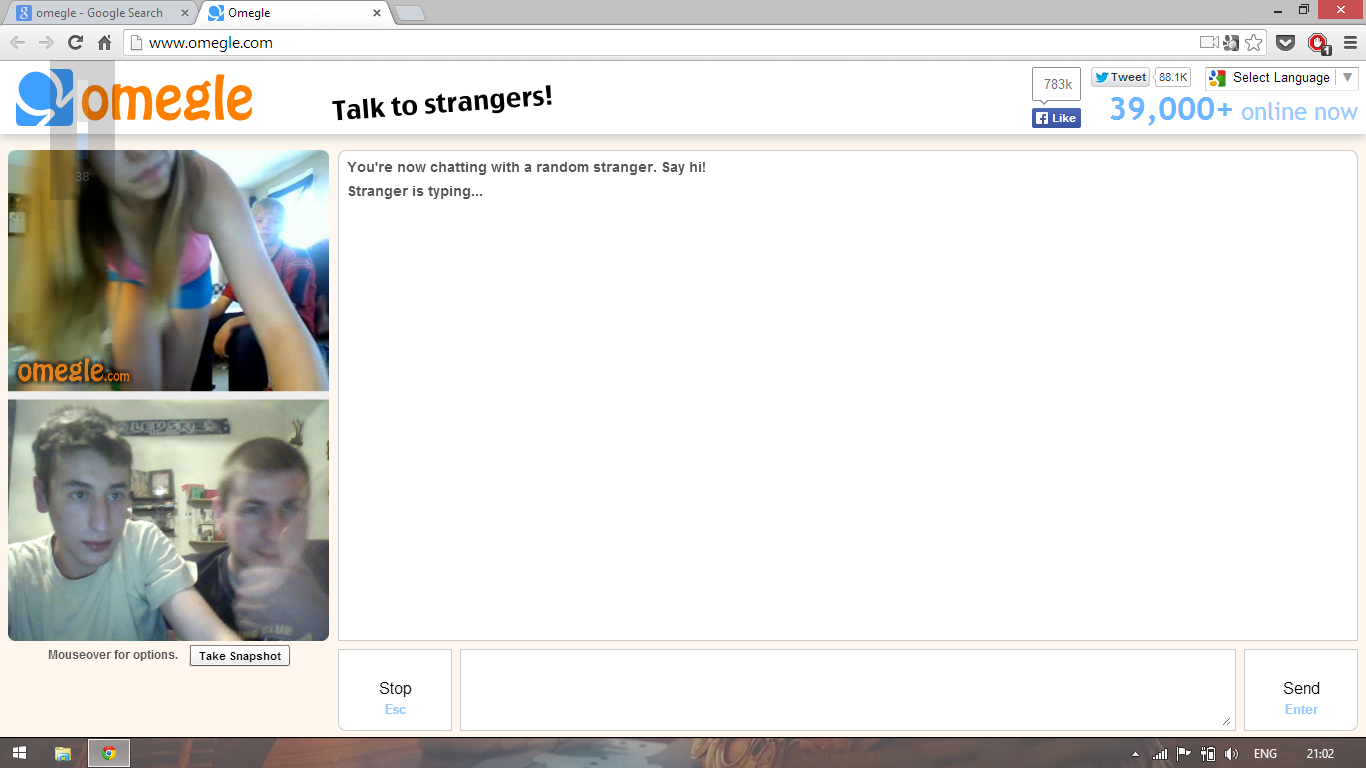 omegle - Google Search
Omegle
www.omegle.com
omegle
Talk to strangers!
783k
Like
Tweet
88.1K
Select Language
39,000+ online now
38
omegle.com
You're now chatting with a random stranger. Say hi!
Stranger is typing...
LEVSKI
Mouseover for options.
Take Snapshot
Stop
Esc
Send
Enter
ENG
21:02